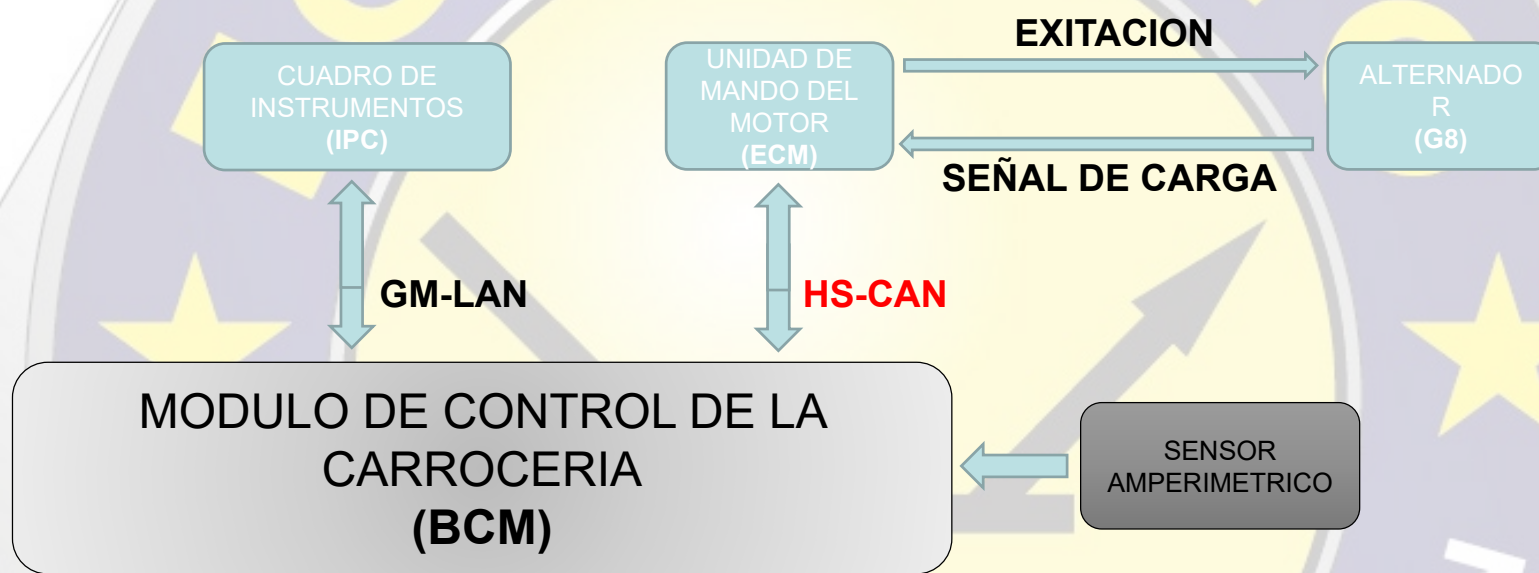 EXITACION
CUADRO DE
INSTRUMENTOS
(IPC)
UNIDAD DE
MANDO DEL
MOTOR
(ECM)
ALTERNADO
R
(G8)
SEÑAL DE CARGA
GM-LAN
HS-CAN
MODULO DE CONTROL DE LA
CARROCERIA
(BCM)
SENSOR
AMPERIMETRICO